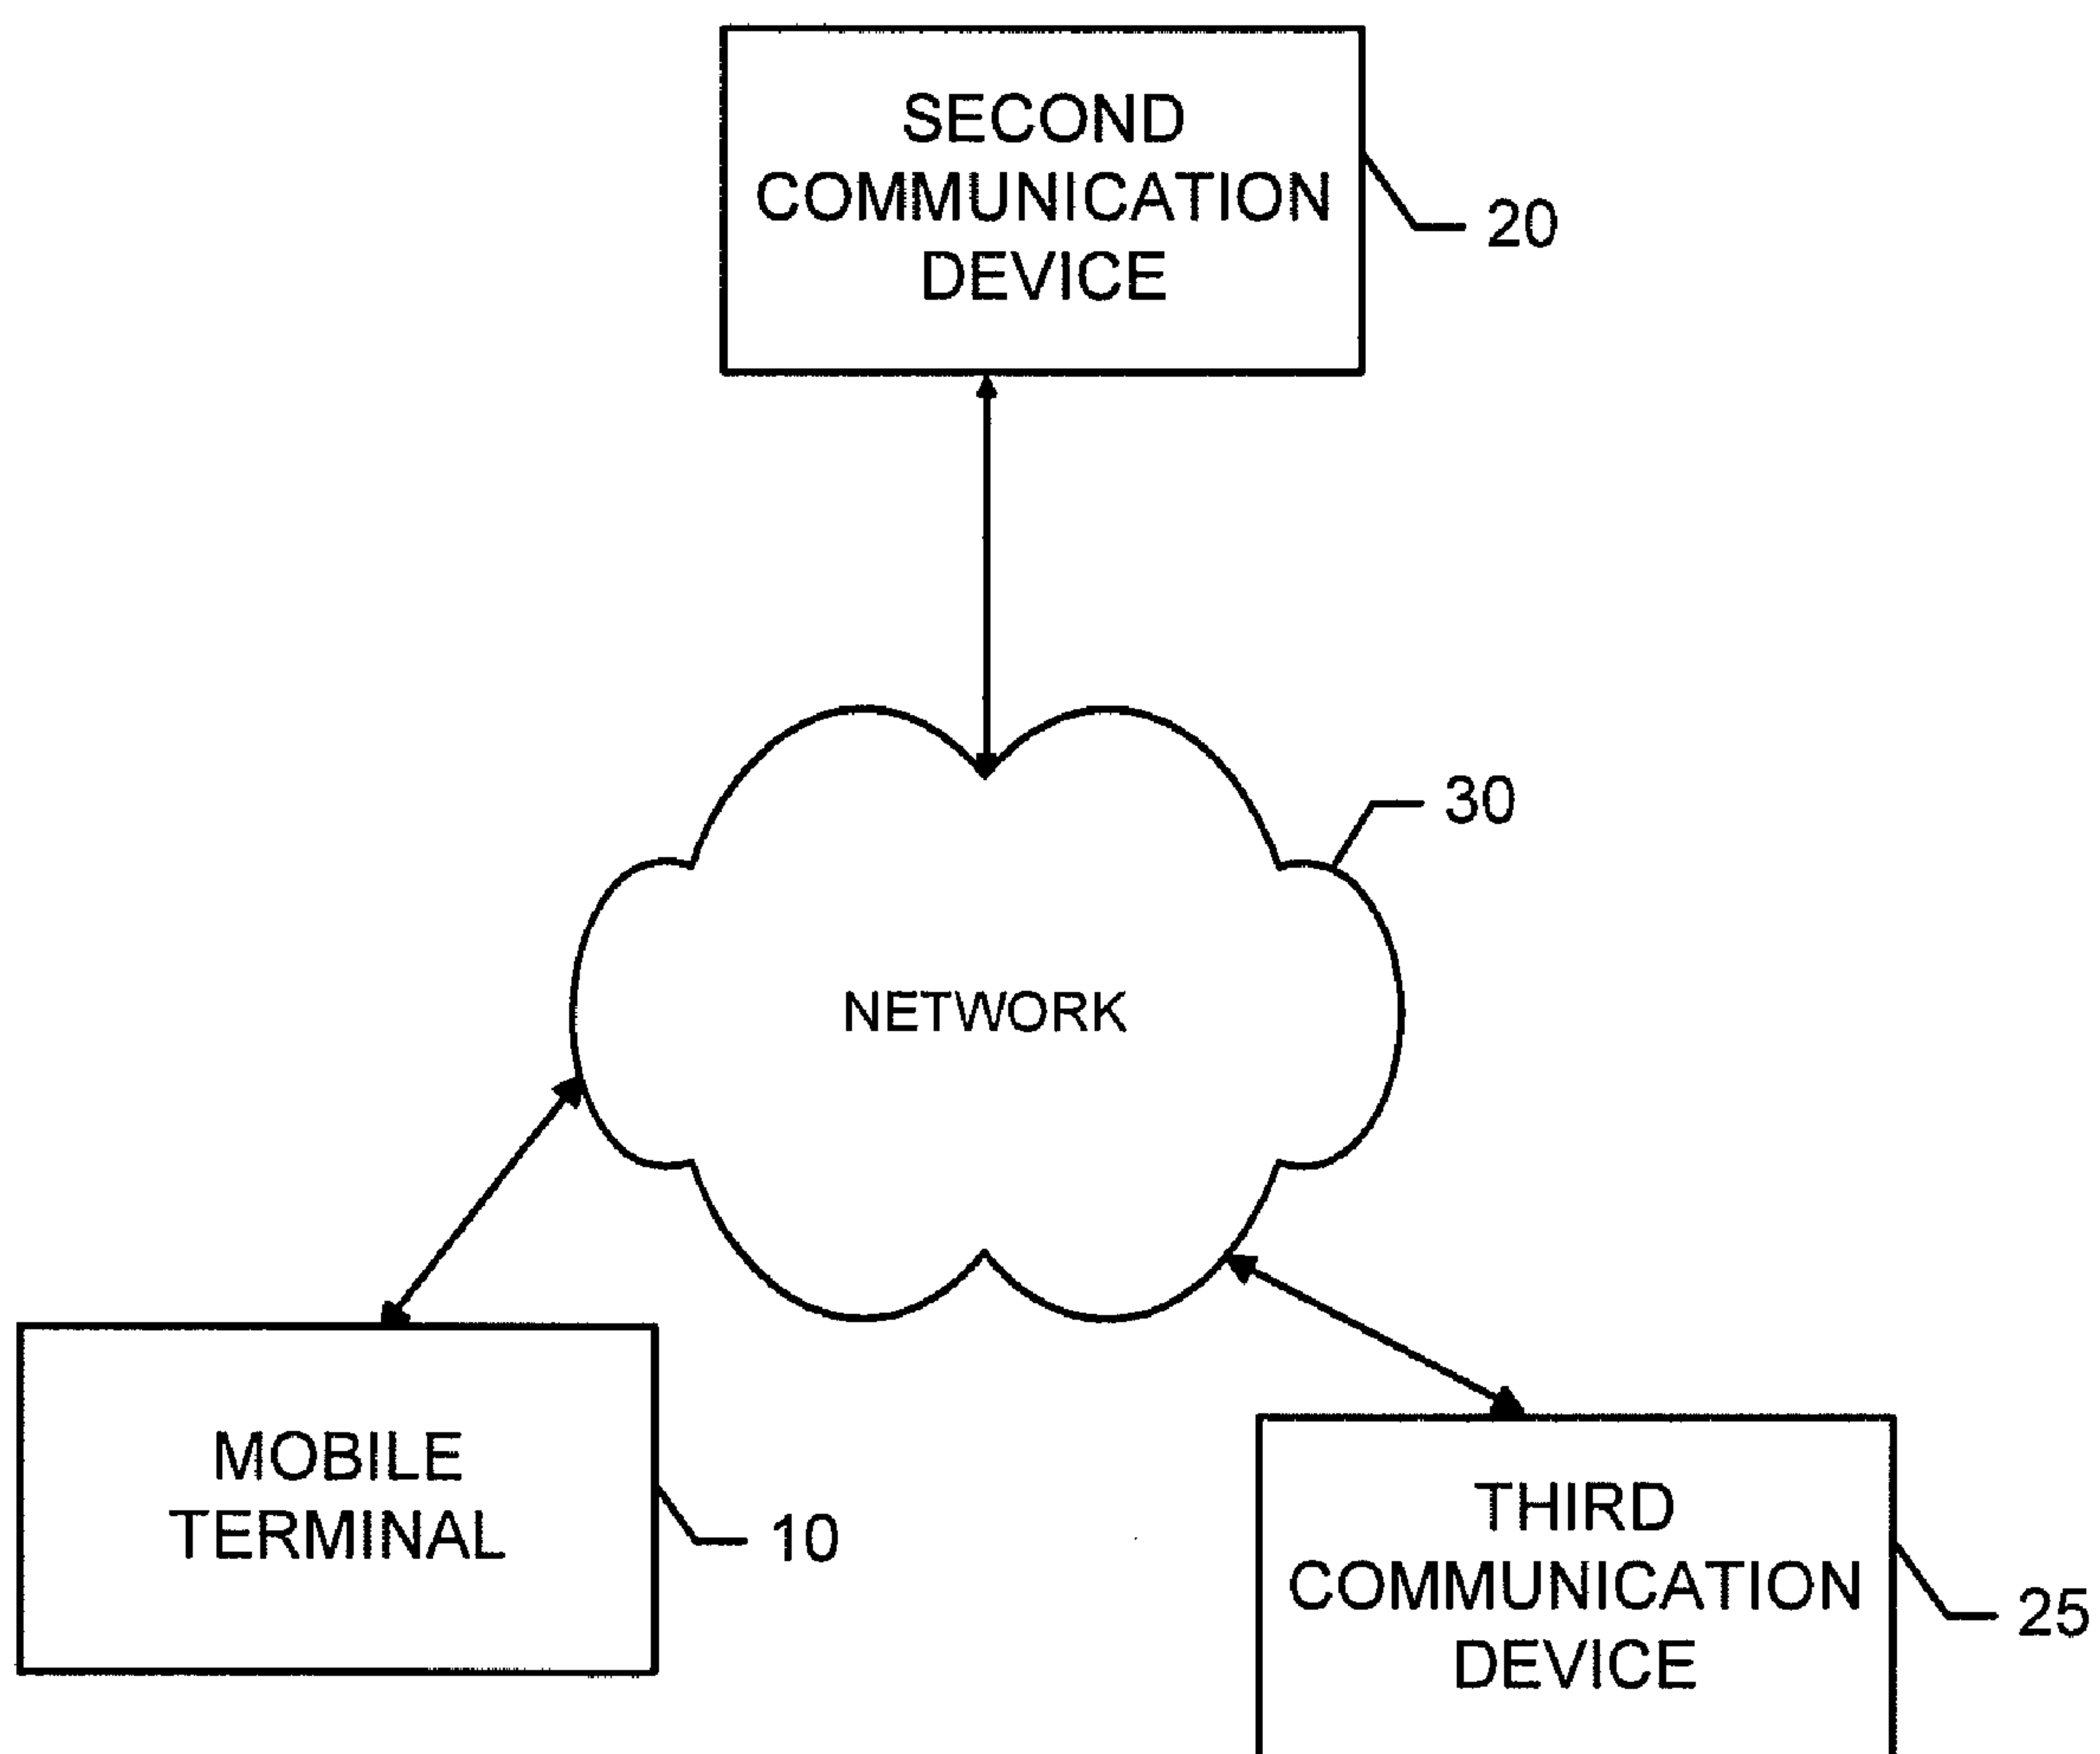 SECOND
COMMUNICATION
DEVICE
20
30
NETWORK
MOBILE
TERMINAL
10
THIRD
COMMUNICATION
DEVICE
25